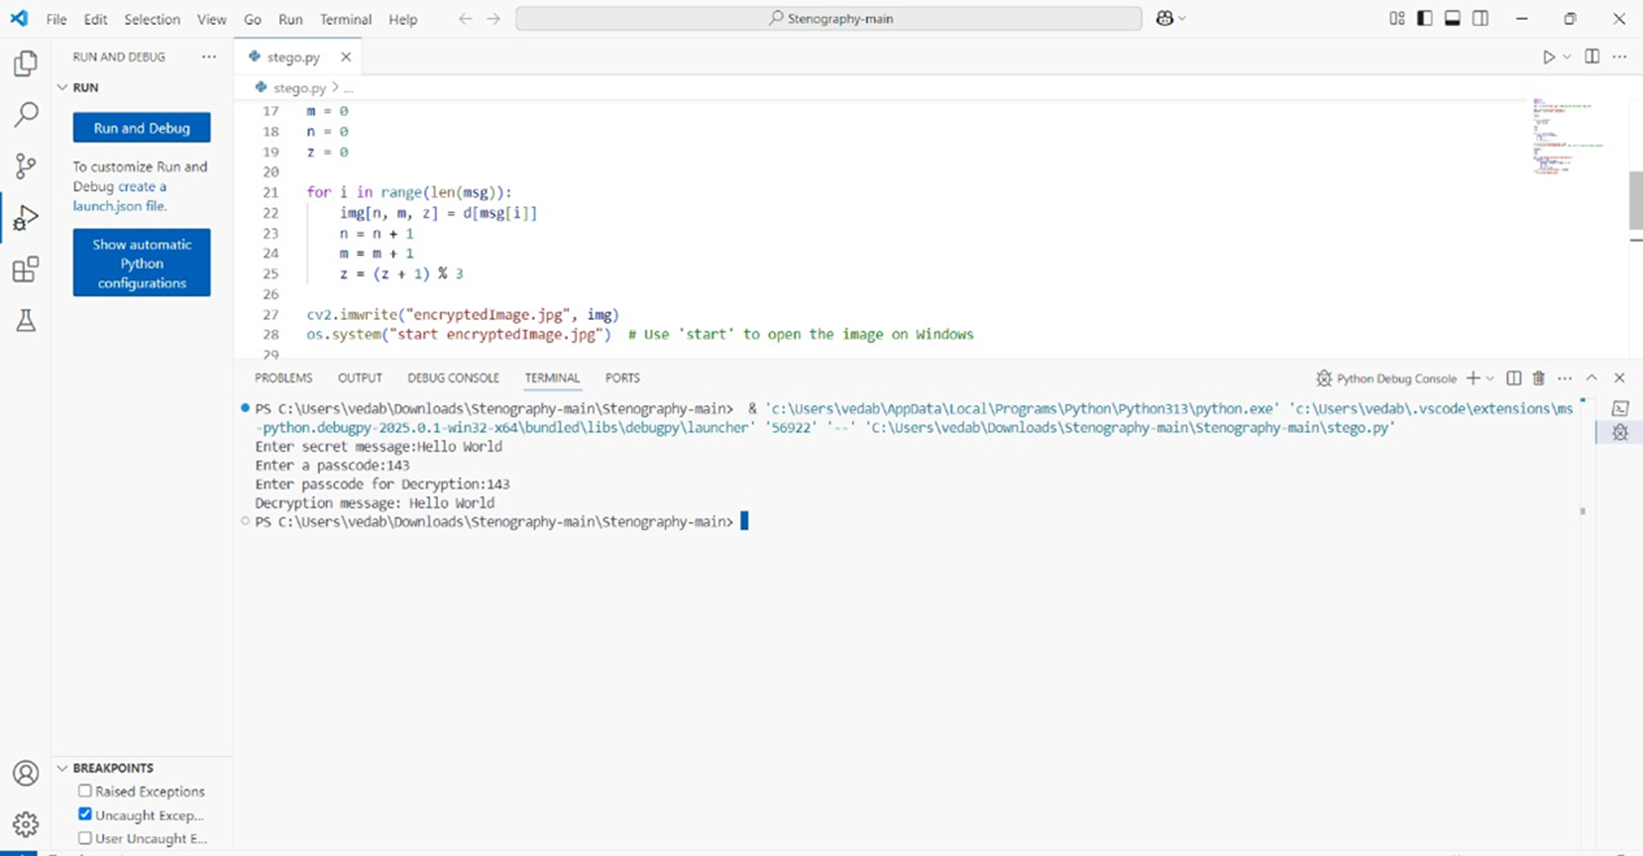 File Edit Selection View Go Run Terminal Help
Stenography-main
RUN AND DEBUG ...
RUN
Run and Debug
To customize Run and
Debug create a
launch.json file.
Show automatic
Python
configurations
stego.py
stego.py > ...
17 m = 0
18 n = 0
19 z = 0
20
21 for i in range(len(msg)):
22 img[n, m, z] = d[msg[i]]
23 n = n + 1
24 m = m + 1
25 z = (z + 1) % 3
26
27 cv2.imwrite("encryptedImage.jpg", img)
28 os.system("start encryptedImage.jpg") # Use 'start' to open the image on Windows
29
PROBLEMS OUTPUT DEBUG CONSOLE TERMINAL PORTS
Python Debug Console
PS C:\Users\vedab\Downloads\Stenography-main\Stenography-main> & 'c:\Users\vedab\AppData\Local\Programs\Python\Python313\python.exe' 'c:\Users\vedab\.vscode\extensions\ms
-python.debugpy-2025.0.1-win32-x64\bundled\libs\debugpy\launcher' '56922' '--' 'C:\Users\vedab\Downloads\Stenography-main\Stenography-main\stego.py'
Enter secret message:Hello World
Enter a passcode:143
Enter passcode for Decryption:143
Decryption message: Hello World
PS C:\Users\vedab\Downloads\Stenography-main\Stenography-main>
BREAKPOINTS
Raised Exceptions
Uncaught Excep...
User Uncaught E...